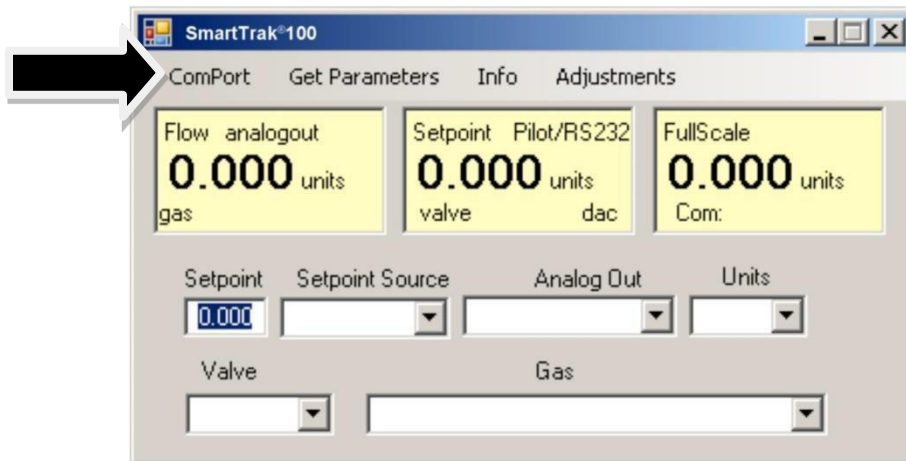 SmartTrak®100
ComPort Get Parameters Info Adjustments
Flow analogout
0.000 units
gas
Setpoint Pilot/RS232
0.000 units
valve dac
FullScale
0.000 units
Com:
Setpoint Setpoint Source Analog Out Units
0.000
Valve Gas